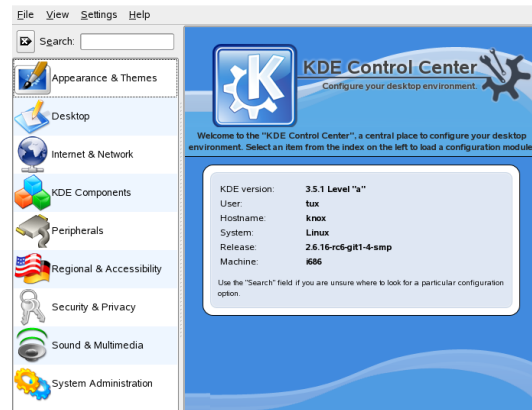 File View Settings Help
Search:
Appearance & Themes
Desktop
Internet & Network
KDE Components
Peripherals
Regional & Accessibility
Security & Privacy
Sound & Multimedia
System Administration
KDE Control Center
Configure your desktop environment.
Welcome to the "KDE Control Center", a central place to configure your desktop
environment. Select an item from the index on the left to load a configuration module
KDE version: 3.5.1 Level "a"
User: tux
Hostname: knox
System: Linux
Release: 2.6.16-rc6-git1-4-smp
Machine: i686
Use the "Search" field if you are unsure where to look for a particular configuration
option.